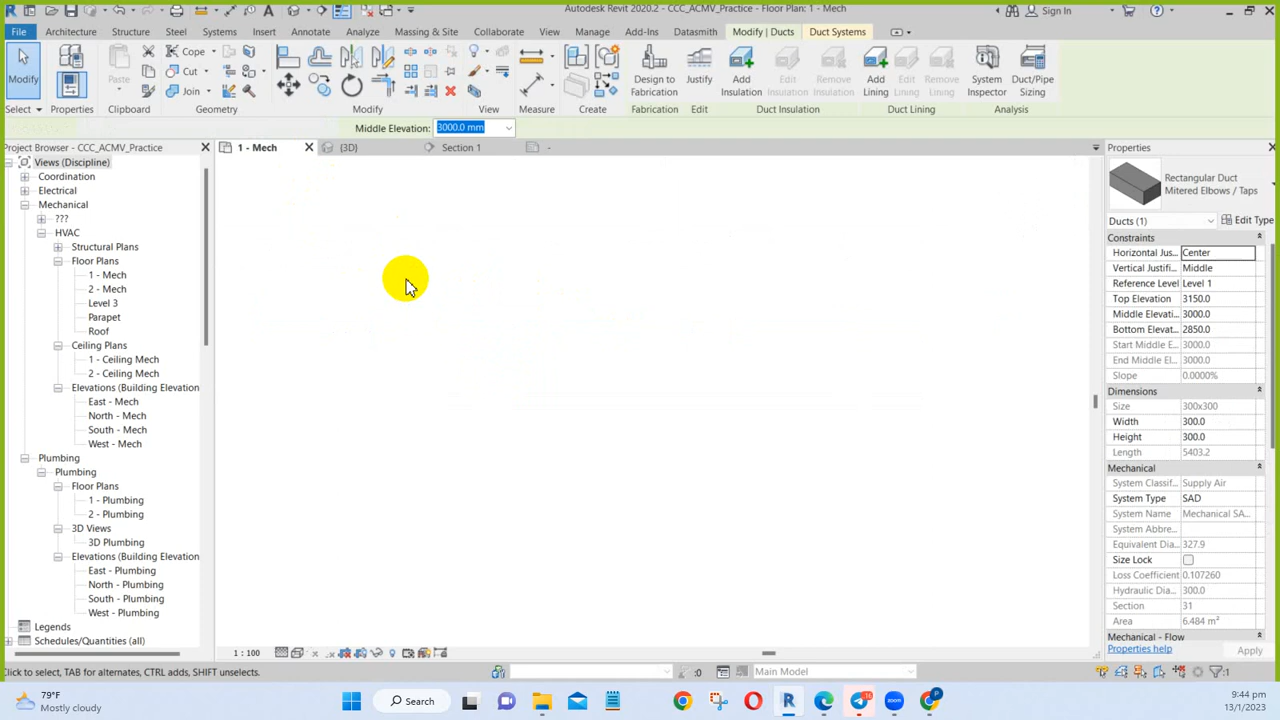 Autodesk Revit 2020.2 - CCC_ACMV_Practice - Floor Plan: 1 - Mech
Sign In
File Architecture Structure Steel Systems Insert Annotate Analyze Massing & Site Collaborate View Manage Add-Ins Datasmith Modify | Ducts Duct Systems
Modify
Paste
Cope
Cut
Join
Design to Fabrication
Justify
Add Insulation
Edit Insulation
Remove Insulation
Add Lining
Edit Lining
Remove Lining
System Inspector
Duct/Pipe Sizing
Select Properties Clipboard Geometry Modify View Measure Create Fabrication Edit Duct Insulation Duct Lining Analysis
Middle Elevation: 3000.0 mm
Project Browser - CCC_ACMV_Practice
1 - Mech
{3D}
Section 1
-
Properties
Views (Discipline)
Coordination
Electrical
Mechanical
???
HVAC
Structural Plans
Floor Plans
1 - Mech
2 - Mech
Level 3
Parapet
Roof
Ceiling Plans
1 - Ceiling Mech
2 - Ceiling Mech
Elevations (Building Elevation
East - Mech
North - Mech
South - Mech
West - Mech
Plumbing
Plumbing
Floor Plans
1 - Plumbing
2 - Plumbing
3D Views
3D Plumbing
Elevations (Building Elevation
East - Plumbing
North - Plumbing
South - Plumbing
West - Plumbing
Legends
Schedules/Quantities (all)
Rectangular Duct
Mitered Elbows / Taps
Ducts (1)
Edit Type
Constraints
Horizontal Jus... Center
Vertical Justifi... Middle
Reference Level Level 1
Top Elevation 3150.0
Middle Elevati... 3000.0
Bottom Elevat... 2850.0
Start Middle E... 3000.0
End Middle El... 3000.0
Slope 0.0000%
Dimensions
Size 300x300
Width 300.0
Height 300.0
Length 5403.2
Mechanical
System Classif... Supply Air
System Type SAD
System Name Mechanical SA...
System Abbre...
Equivalent Dia... 327.9
Size Lock
Loss Coefficient 0.107260
Hydraulic Dia... 300.0
Section 31
Area 6.484 m²
Mechanical - Flow
Properties help
Apply
1 : 100
Click to select, TAB for alternates, CTRL adds, SHIFT unselects.
:0
Main Model
:1
79°F
Mostly cloudy
Search
9:44 pm
13/1/2023